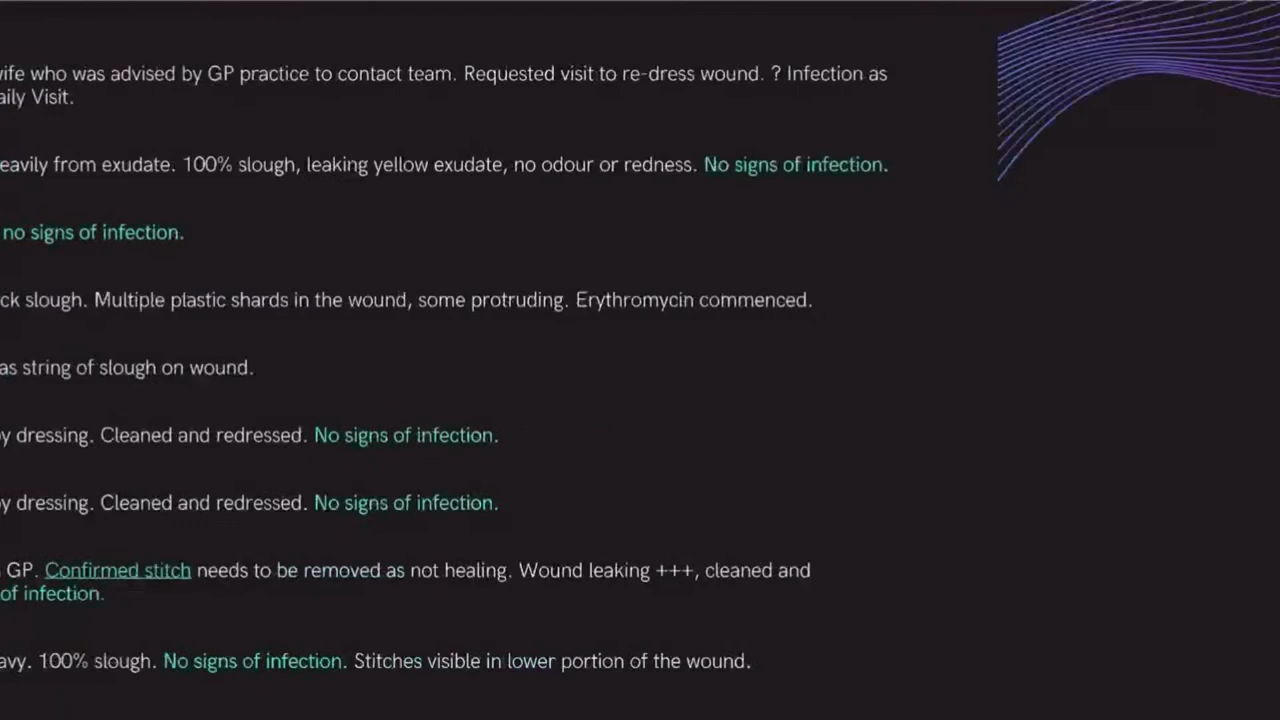 who was advised by GP practice to contact team. Requested visit to re-dress wound. ? Infection as
Visit.
from exudate. 100% slough, leaking yellow exudate, no odour or redness. No signs of infection.
no signs of infection.
slough. Multiple plastic shards in the wound, some protruding. Erythromycin commenced.
as string of slough on wound.
dressing. Cleaned and redressed. No signs of infection.
dressing. Cleaned and redressed. No signs of infection.
GP. Confirmed stitch needs to be removed as not healing. Wound leaking +++, cleaned and
of infection.
100% slough. No signs of infection. Stitches visible in lower portion of the wound.